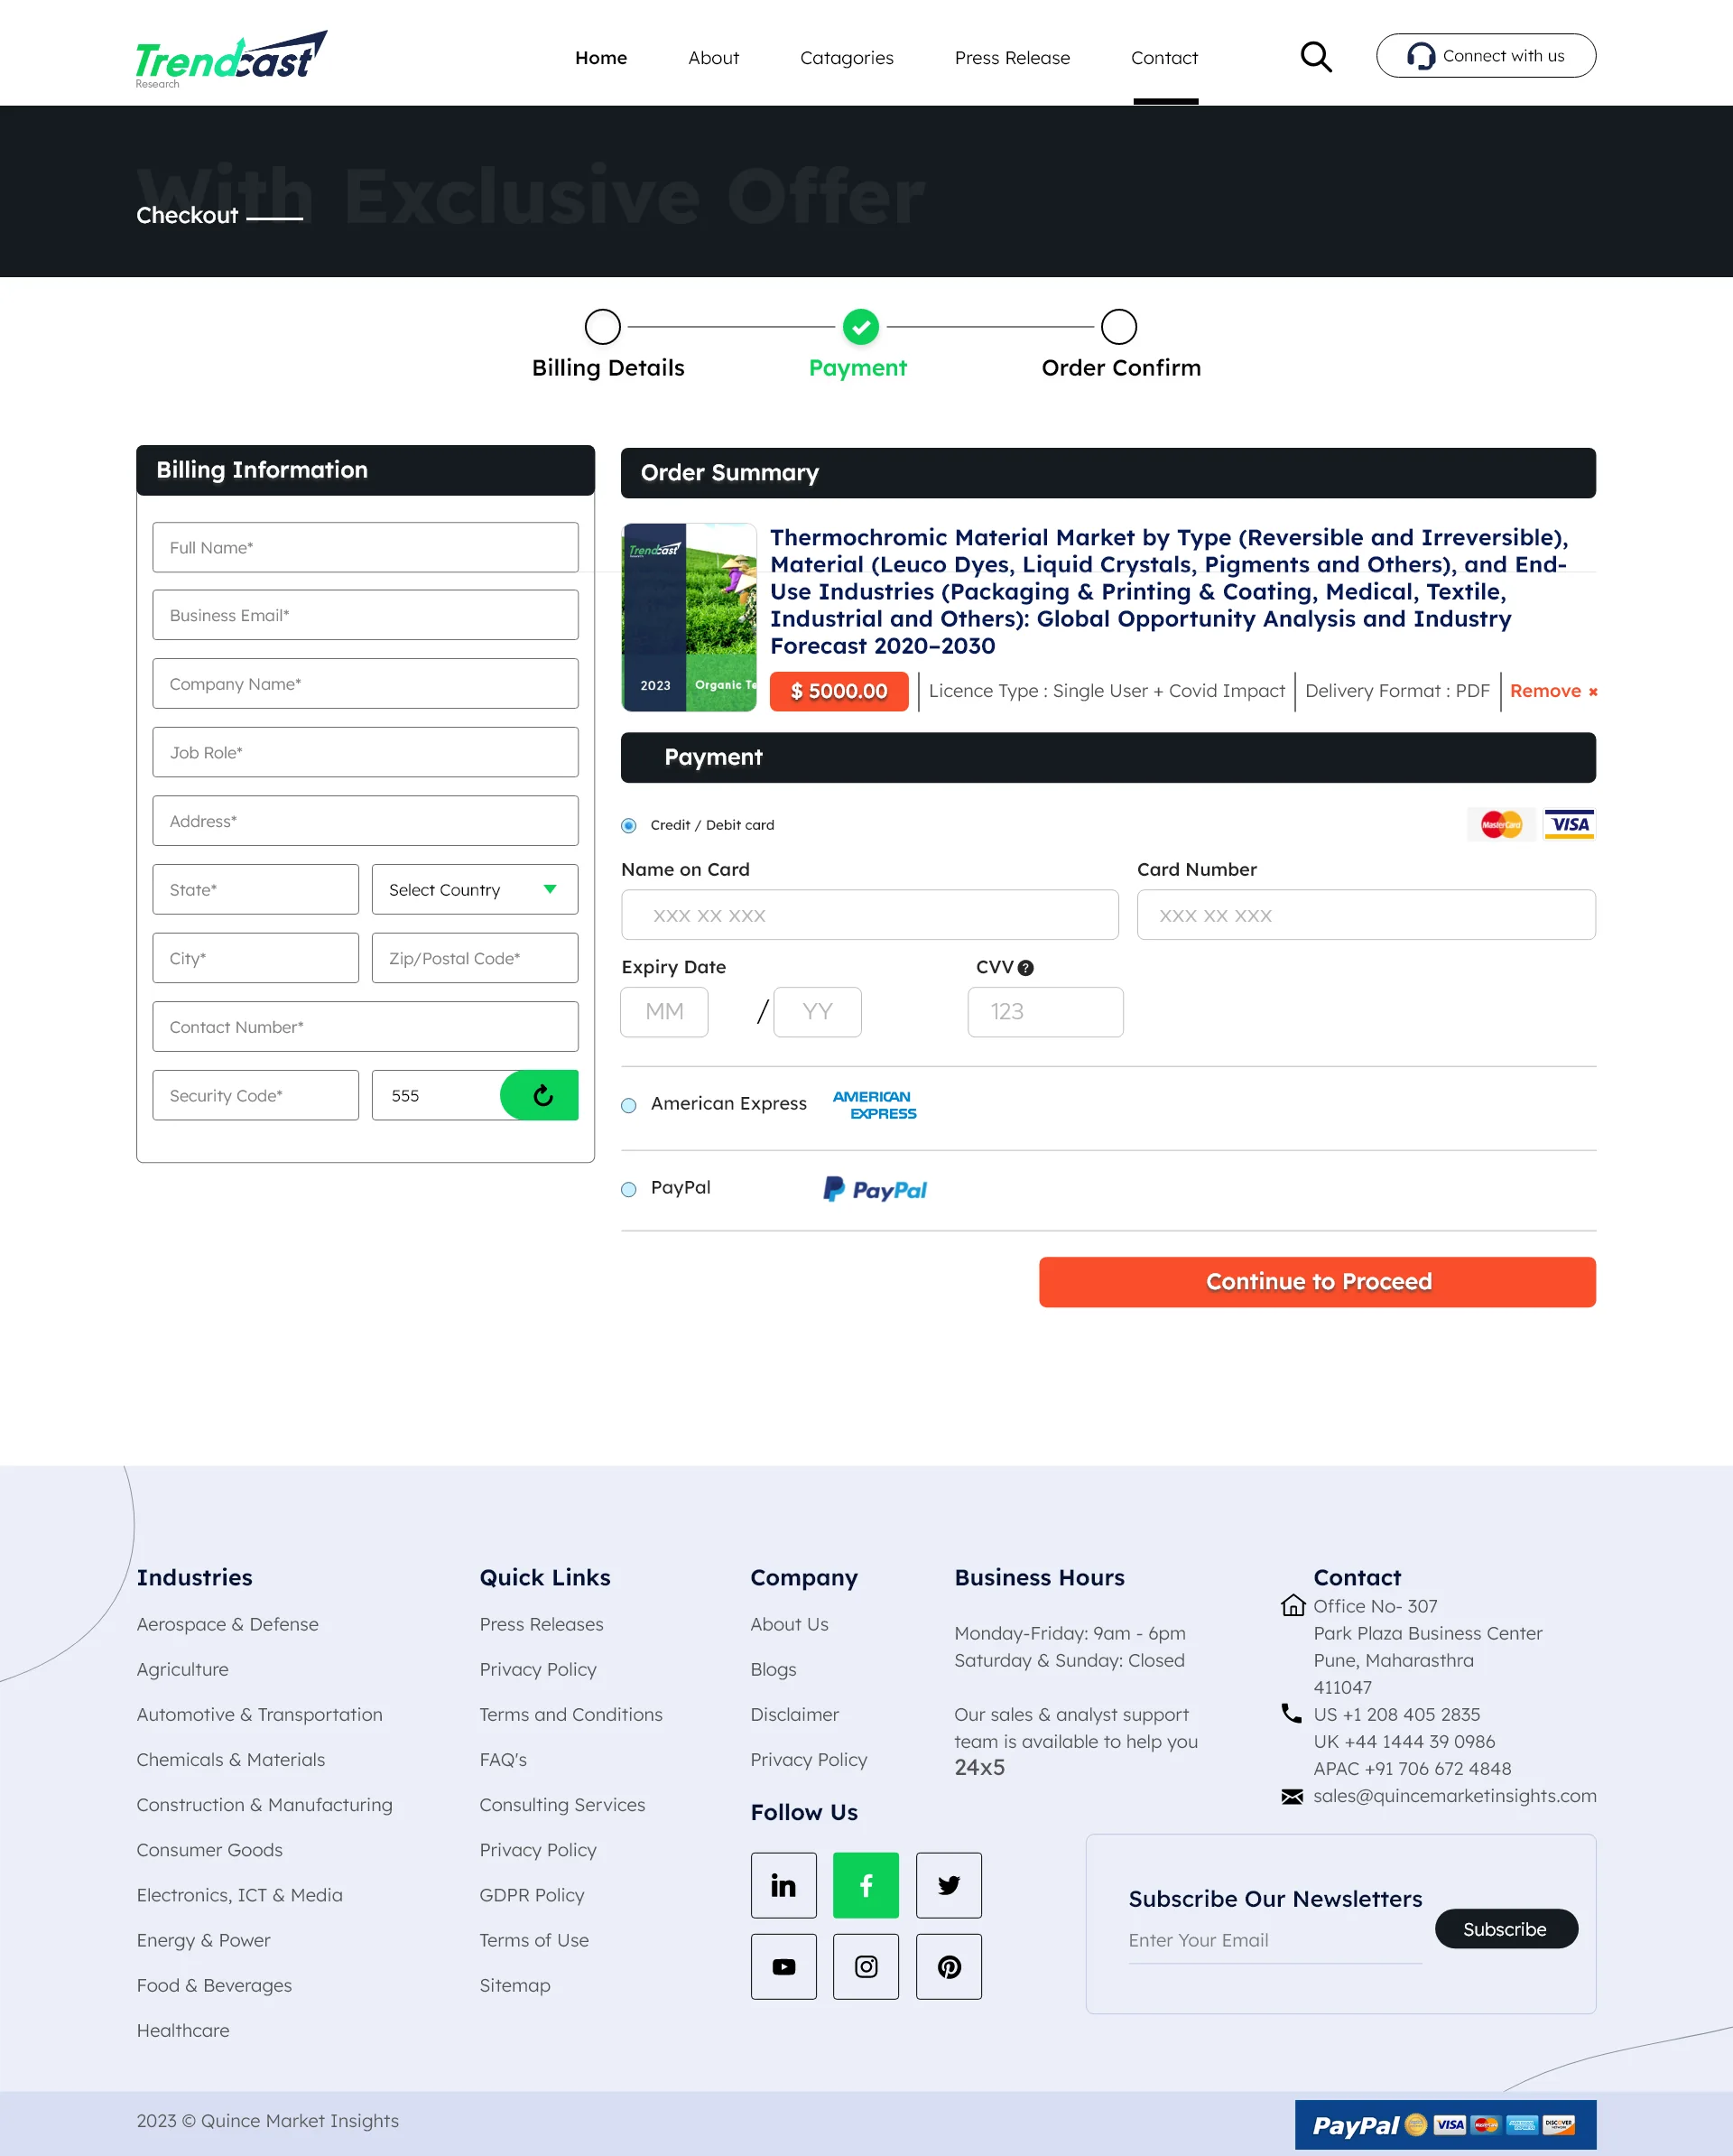 Trendcast
Research
Home
About
Catagories
Press Release
Contact
Connect with us
With Exclusive Offer
Checkout
Billing Details
Payment
Order Confirm
Billing Information
Full Name*
Business Email*
Company Name*
Job Role*
Address*
State*
Select Country
City*
Zip/Postal Code*
Contact Number*
Security Code*
555
Order Summary
Trendcast
2023
Organic Te
Thermochromic Material Market by Type (Reversible and Irreversible),
Material (Leuco Dyes, Liquid Crystals, Pigments and Others), and End-
Use Industries (Packaging & Printing & Coating, Medical, Textile,
Industrial and Others): Global Opportunity Analysis and Industry
Forecast 2020–2030
$ 5000.00
Licence Type : Single User + Covid Impact
Delivery Format : PDF
Remove ×
Payment
Credit / Debit card
MasterCard
VISA
Name on Card
Card Number
XXX XX XXX
XXX XX XXX
Expiry Date
CVV ?
MM
/
YY
123
American Express
AMERICAN
EXPRESS
PayPal
PayPal
Continue to Proceed
Industries
Aerospace & Defense
Agriculture
Automotive & Transportation
Chemicals & Materials
Construction & Manufacturing
Consumer Goods
Electronics, ICT & Media
Energy & Power
Food & Beverages
Healthcare
Quick Links
Press Releases
Privacy Policy
Terms and Conditions
FAQ's
Consulting Services
Privacy Policy
GDPR Policy
Terms of Use
Sitemap
Company
About Us
Blogs
Disclaimer
Privacy Policy
Follow Us
in
f
Business Hours
Monday-Friday: 9am - 6pm
Saturday & Sunday: Closed
Our sales & analyst support
team is available to help you
24x5
Contact
Office No- 307
Park Plaza Business Center
Pune, Maharasthra
411047
US +1 208 405 2835
UK +44 1444 39 0986
APAC +91 706 672 4848
sales@quincemarketinsights.com
Subscribe Our Newsletters
Enter Your Email
Subscribe
2023 © Quince Market Insights
PayPal
VISA
MasterCard
DISCOVER